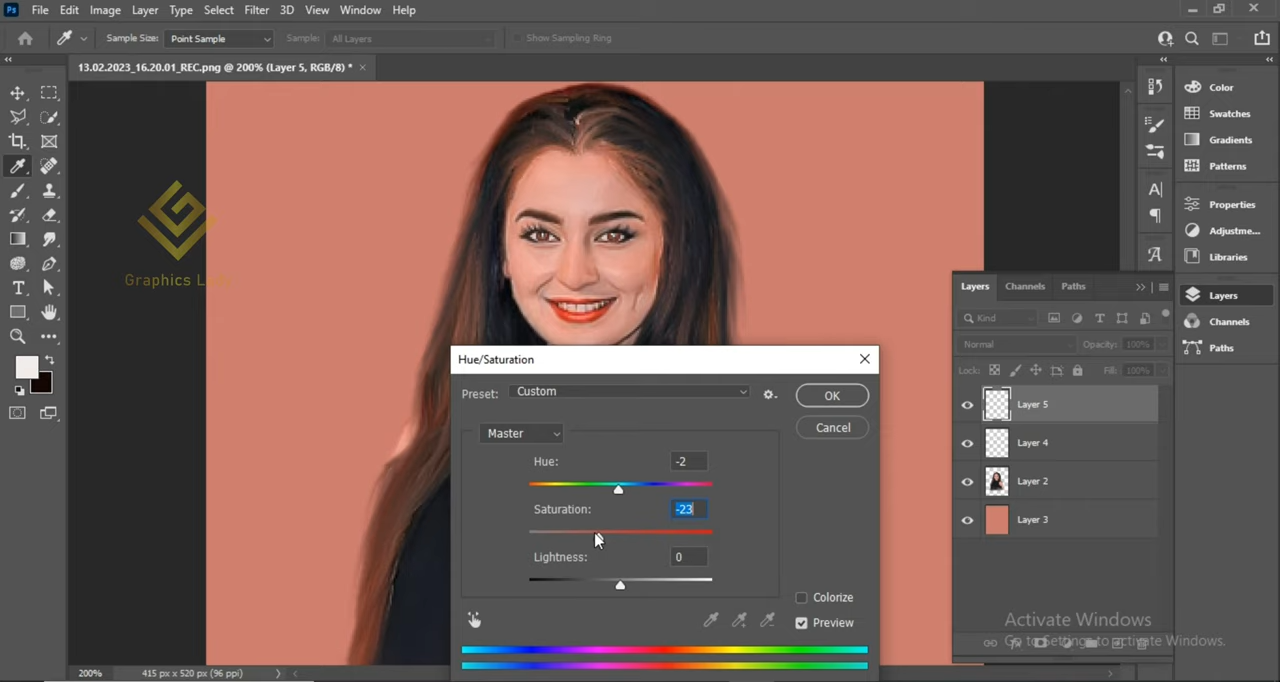 Ps File Edit Image Layer Type Select Filter 3D View Window Help
Sample Size: Point Sample Sample: All Layers Show Sampling Ring
13.02.2023_16.20.01_REC.png @ 200% (Layer 5, RGB/8) *
Color
Swatches
Gradients
Patterns
Properties
Adjustme...
Libraries
Layers
Channels
Paths
Graphics
Layers Channels Paths
Kind
Normal Opacity: 100%
Lock: Fill: 100%
Layer 5
Layer 4
Layer 2
Layer 3
Hue/Saturation
Preset: Custom OK
Cancel
Master
Hue: -2
Saturation: -23
Lightness: 0
Colorize
Preview
Activate Windows
Go to Settings to activate Windows.
200% 415 px x 520 px (96 ppi)